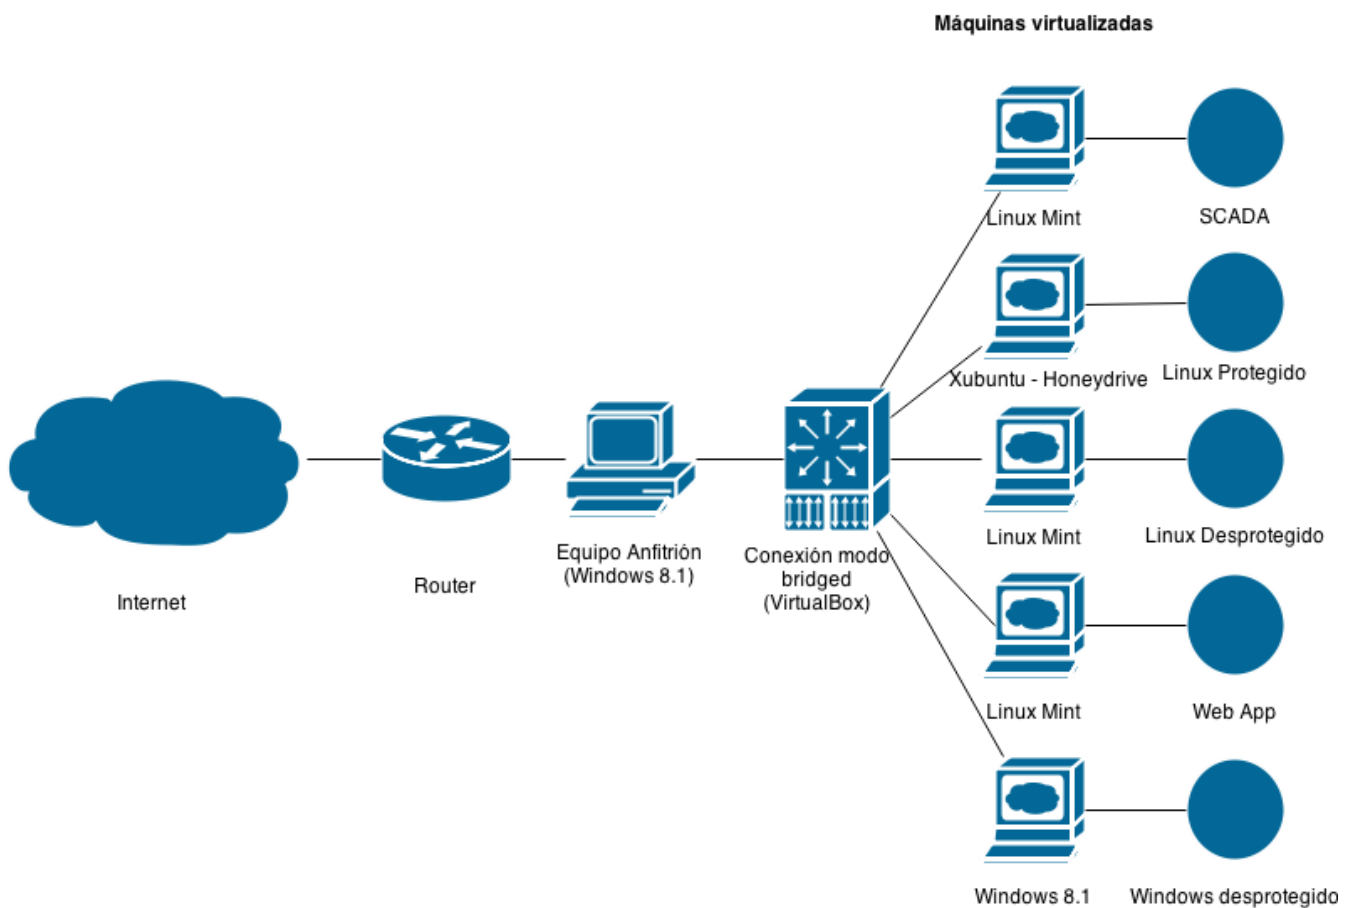 Máquinas virtualizadas
Linux Mint
SCADA
Xubuntu - Honeydrive
Linux Protegido
Linux Mint
Linux Desprotegido
Equipo Anfitrión
(Windows 8.1)
Conexión modo
bridged
(VirtualBox)
Router
Internet
Linux Mint
Web App
Windows 8.1
Windows desprotegido